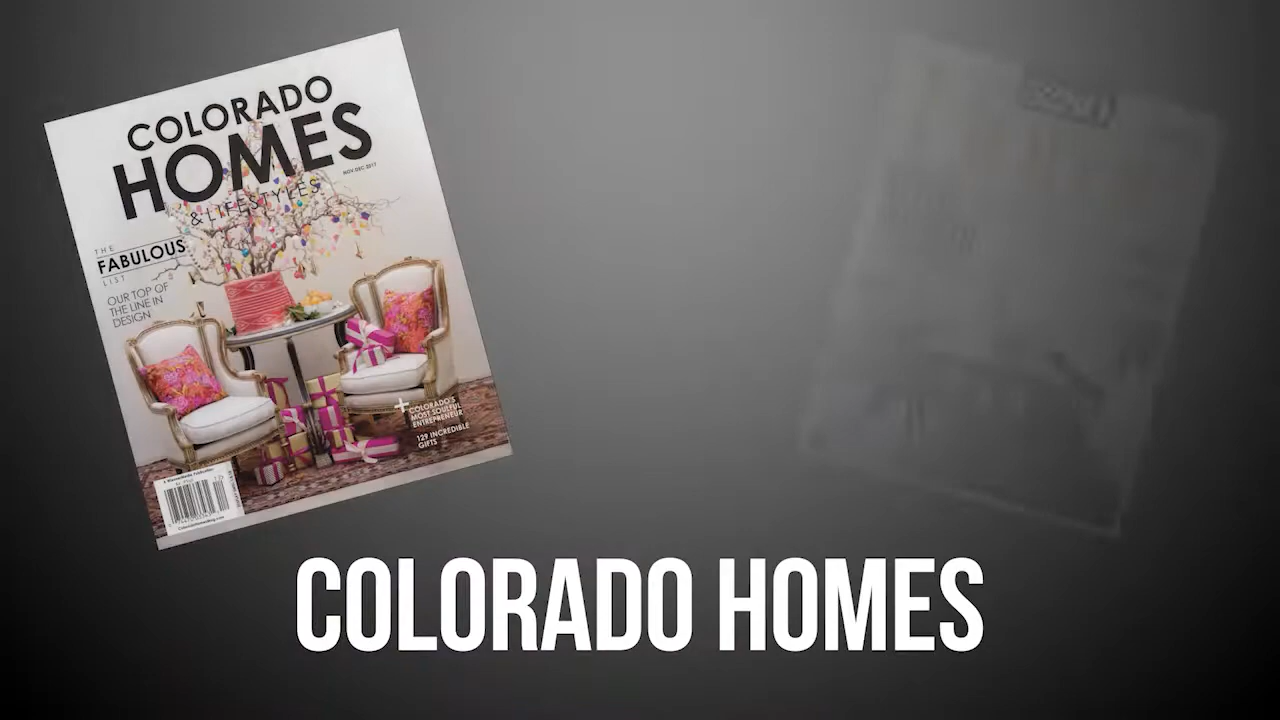 COLORADO
HOMES
& LIFESTYLES
NOV-DEC 2017
THE
FABULOUS
LIST
OUR TOP OF
THE LINE IN
DESIGN
+ COLORADO'S
MOST SOULFUL
ENTREPRENEUR
129 INCREDIBLE
GIFTS
COLORADO HOMES